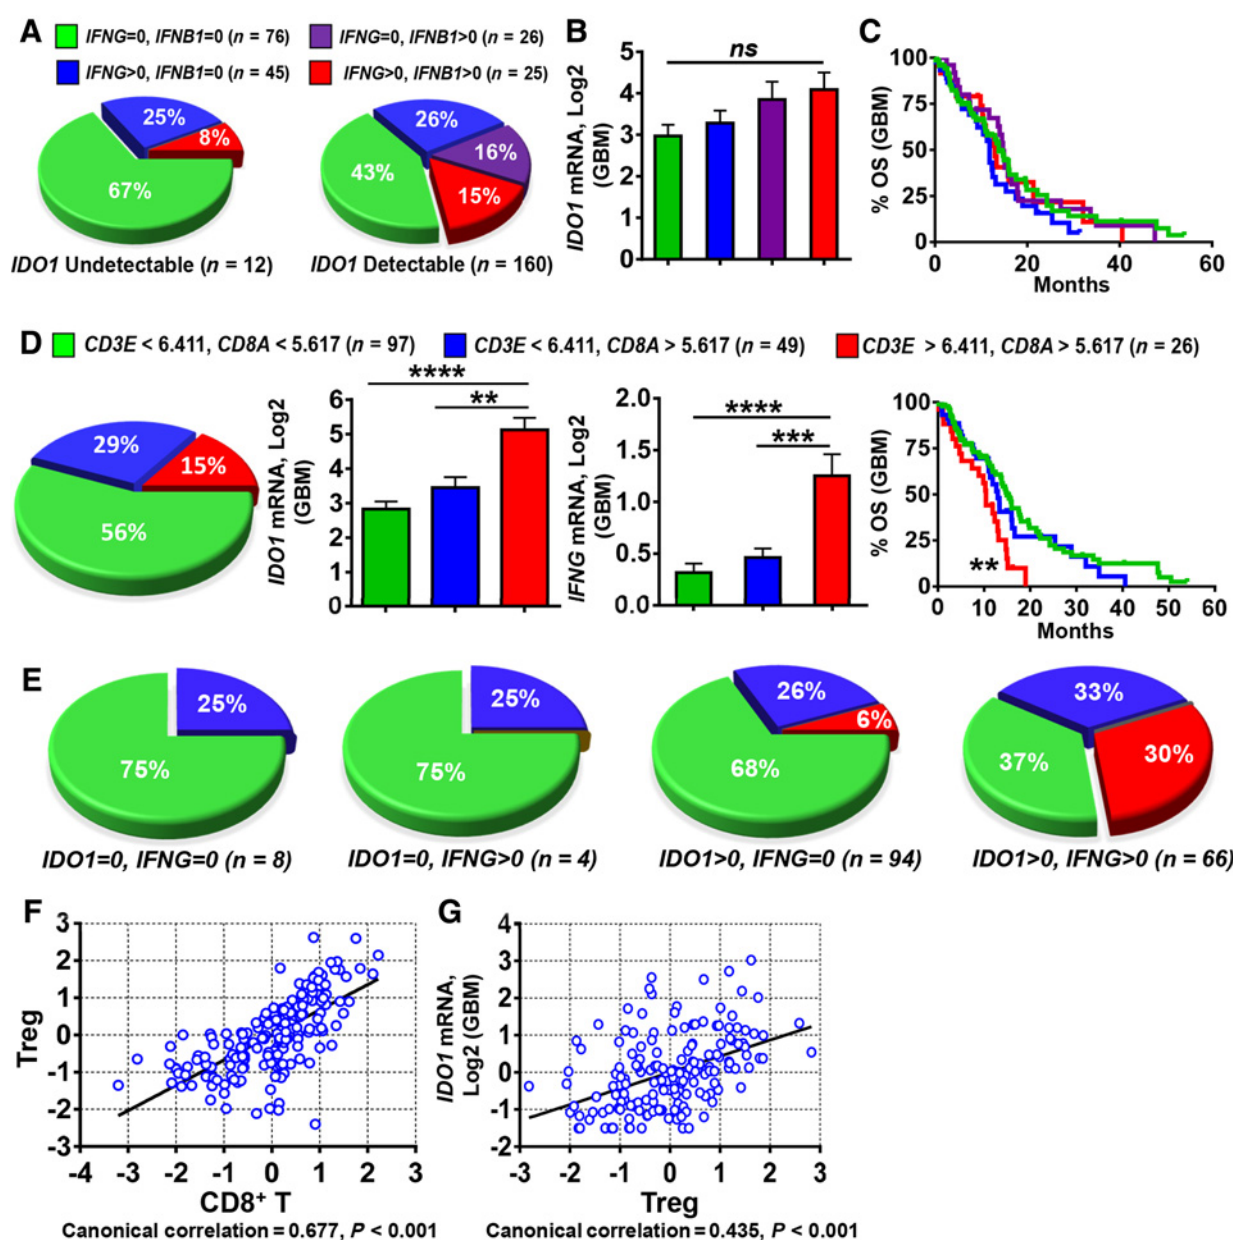 A
IFNG=0, IFNB1=0 (n = 76)
IFNG=0, IFNB1>0 (n = 26)
IFNG>0, IFNB1=0 (n = 45)
IFNG>0, IFNB1>0 (n = 25)
25%
8%
67%
IDO1 Undetectable (n = 12)
26%
16%
43%
15%
IDO1 Detectable (n = 160)
B
IDO1 mRNA, Log2
(GBM)
5
4
3
2
1
0
ns
C
% OS (GBM)
100
75
50
25
0
0 20 40 60
Months
D
CD3E < 6.411, CD8A < 5.617 (n = 97)
CD3E < 6.411, CD8A > 5.617 (n = 49)
CD3E > 6.411, CD8A > 5.617 (n = 26)
29%
15%
56%
IDO1 mRNA, Log2
(GBM)
6
5
4
3
2
1
0
****
**
IFNG mRNA, Log2
(GBM)
2.0
1.5
1.0
0.5
0.0
****
***
% OS (GBM)
100
75
50
25
0
**
0 10 20 30 40 50 60
Months
E
25%
75%
IDO1=0, IFNG=0 (n = 8)
25%
75%
IDO1=0, IFNG>0 (n = 4)
26%
6%
68%
IDO1>0, IFNG=0 (n = 94)
33%
37%
30%
IDO1>0, IFNG>0 (n = 66)
F
Treg
3
2
1
0
-1
-2
-3
-4 -3 -2 -1 0 1 2 3
CD8+ T
Canonical correlation = 0.677, P < 0.001
G
IDO1 mRNA,
Log2 (GBM)
4
3
2
1
0
-1
-2
-3 -2 -1 0 1 2 3
Treg
Canonical correlation = 0.435, P < 0.001